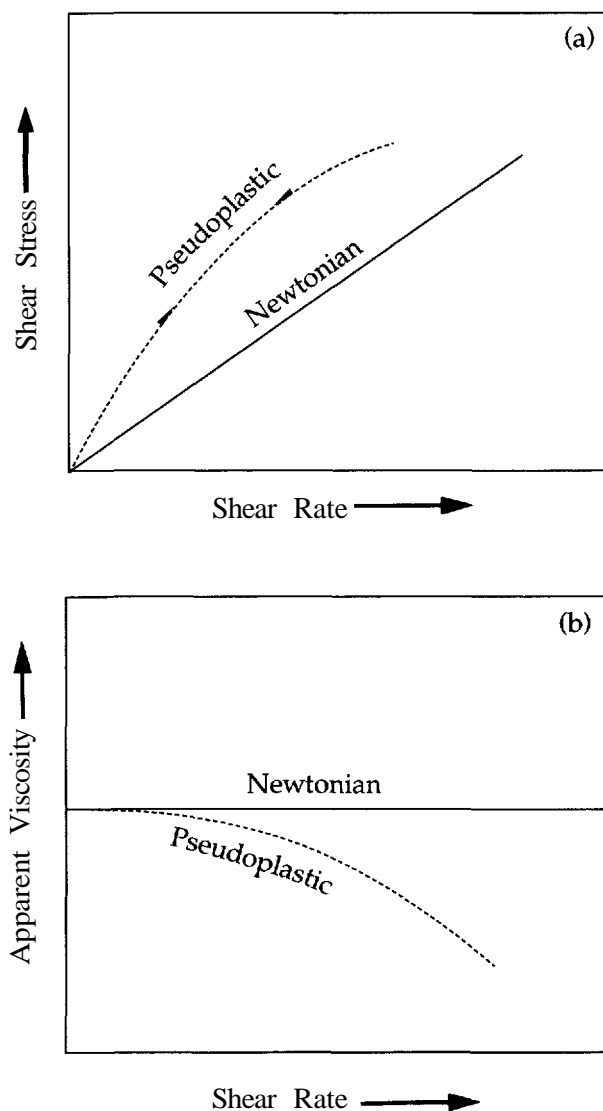 (a)
Shear Stress
Pseudoplastic
Newtonian
Shear Rate
(b)
Apparent Viscosity
Newtonian
Pseudoplastic
Shear Rate